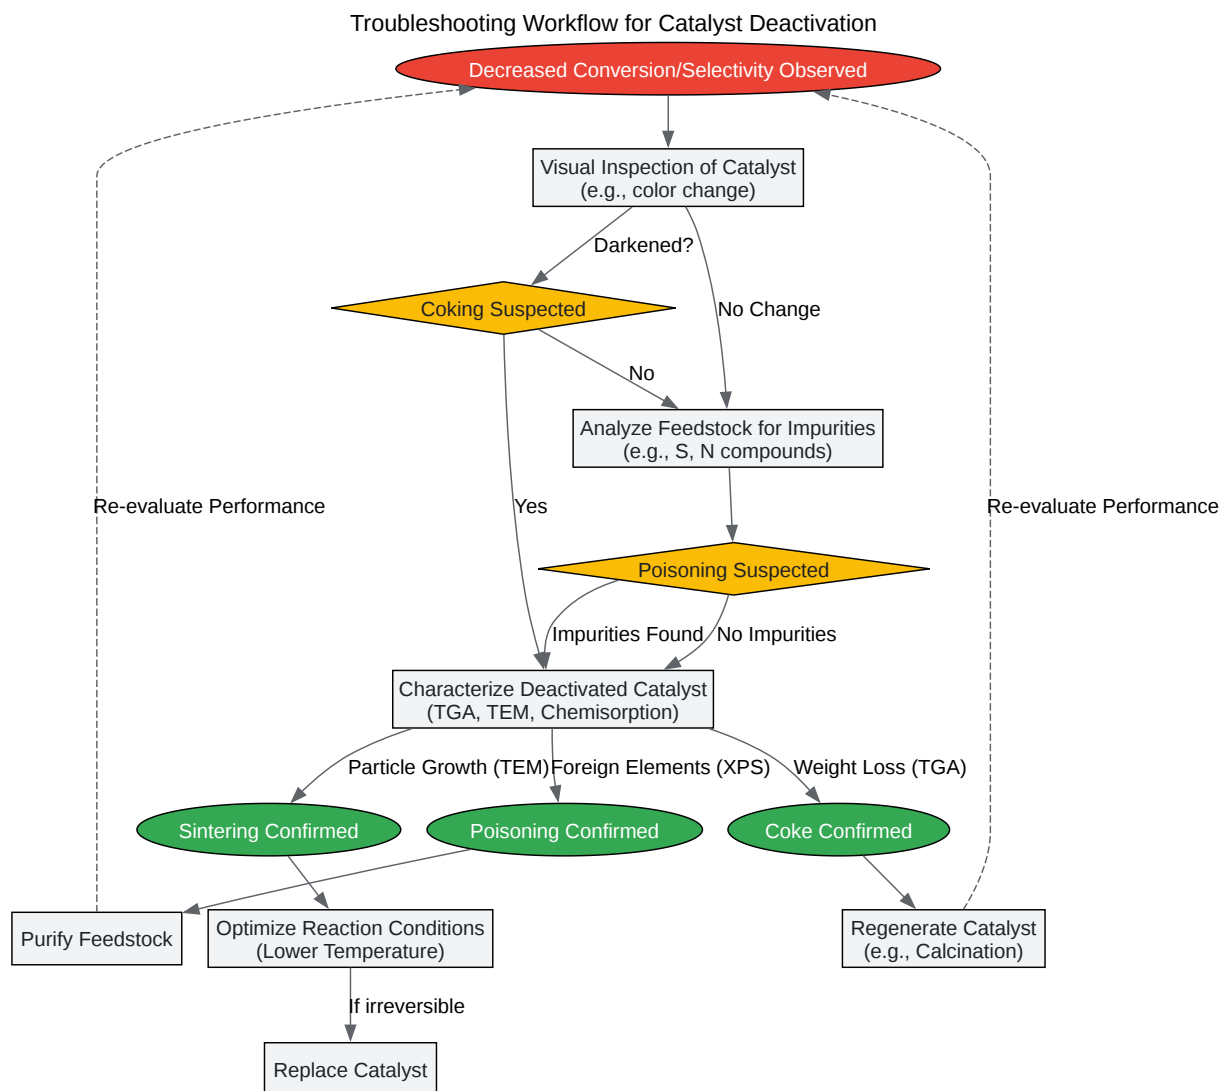 Troubleshooting Workflow for Catalyst Deactivation
Decreased Conversion/Selectivity Observed
Visual Inspection of Catalyst
(e.g., color change)
Darkened?
Coking Suspected
No Change
No
Analyze Feedstock for Impurities
(e.g., S, N compounds)
Re-evaluate Performance
Yes
Re-evaluate Performance
Poisoning Suspected
Impurities Found
No Impurities
Characterize Deactivated Catalyst
(TGA, TEM, Chemisorption)
Particle Growth (TEM)
Foreign Elements (XPS)
Weight Loss (TGA)
Sintering Confirmed
Poisoning Confirmed
Coke Confirmed
Purify Feedstock
Optimize Reaction Conditions
(Lower Temperature)
Regenerate Catalyst
(e.g., Calcination)
If irreversible
Replace Catalyst